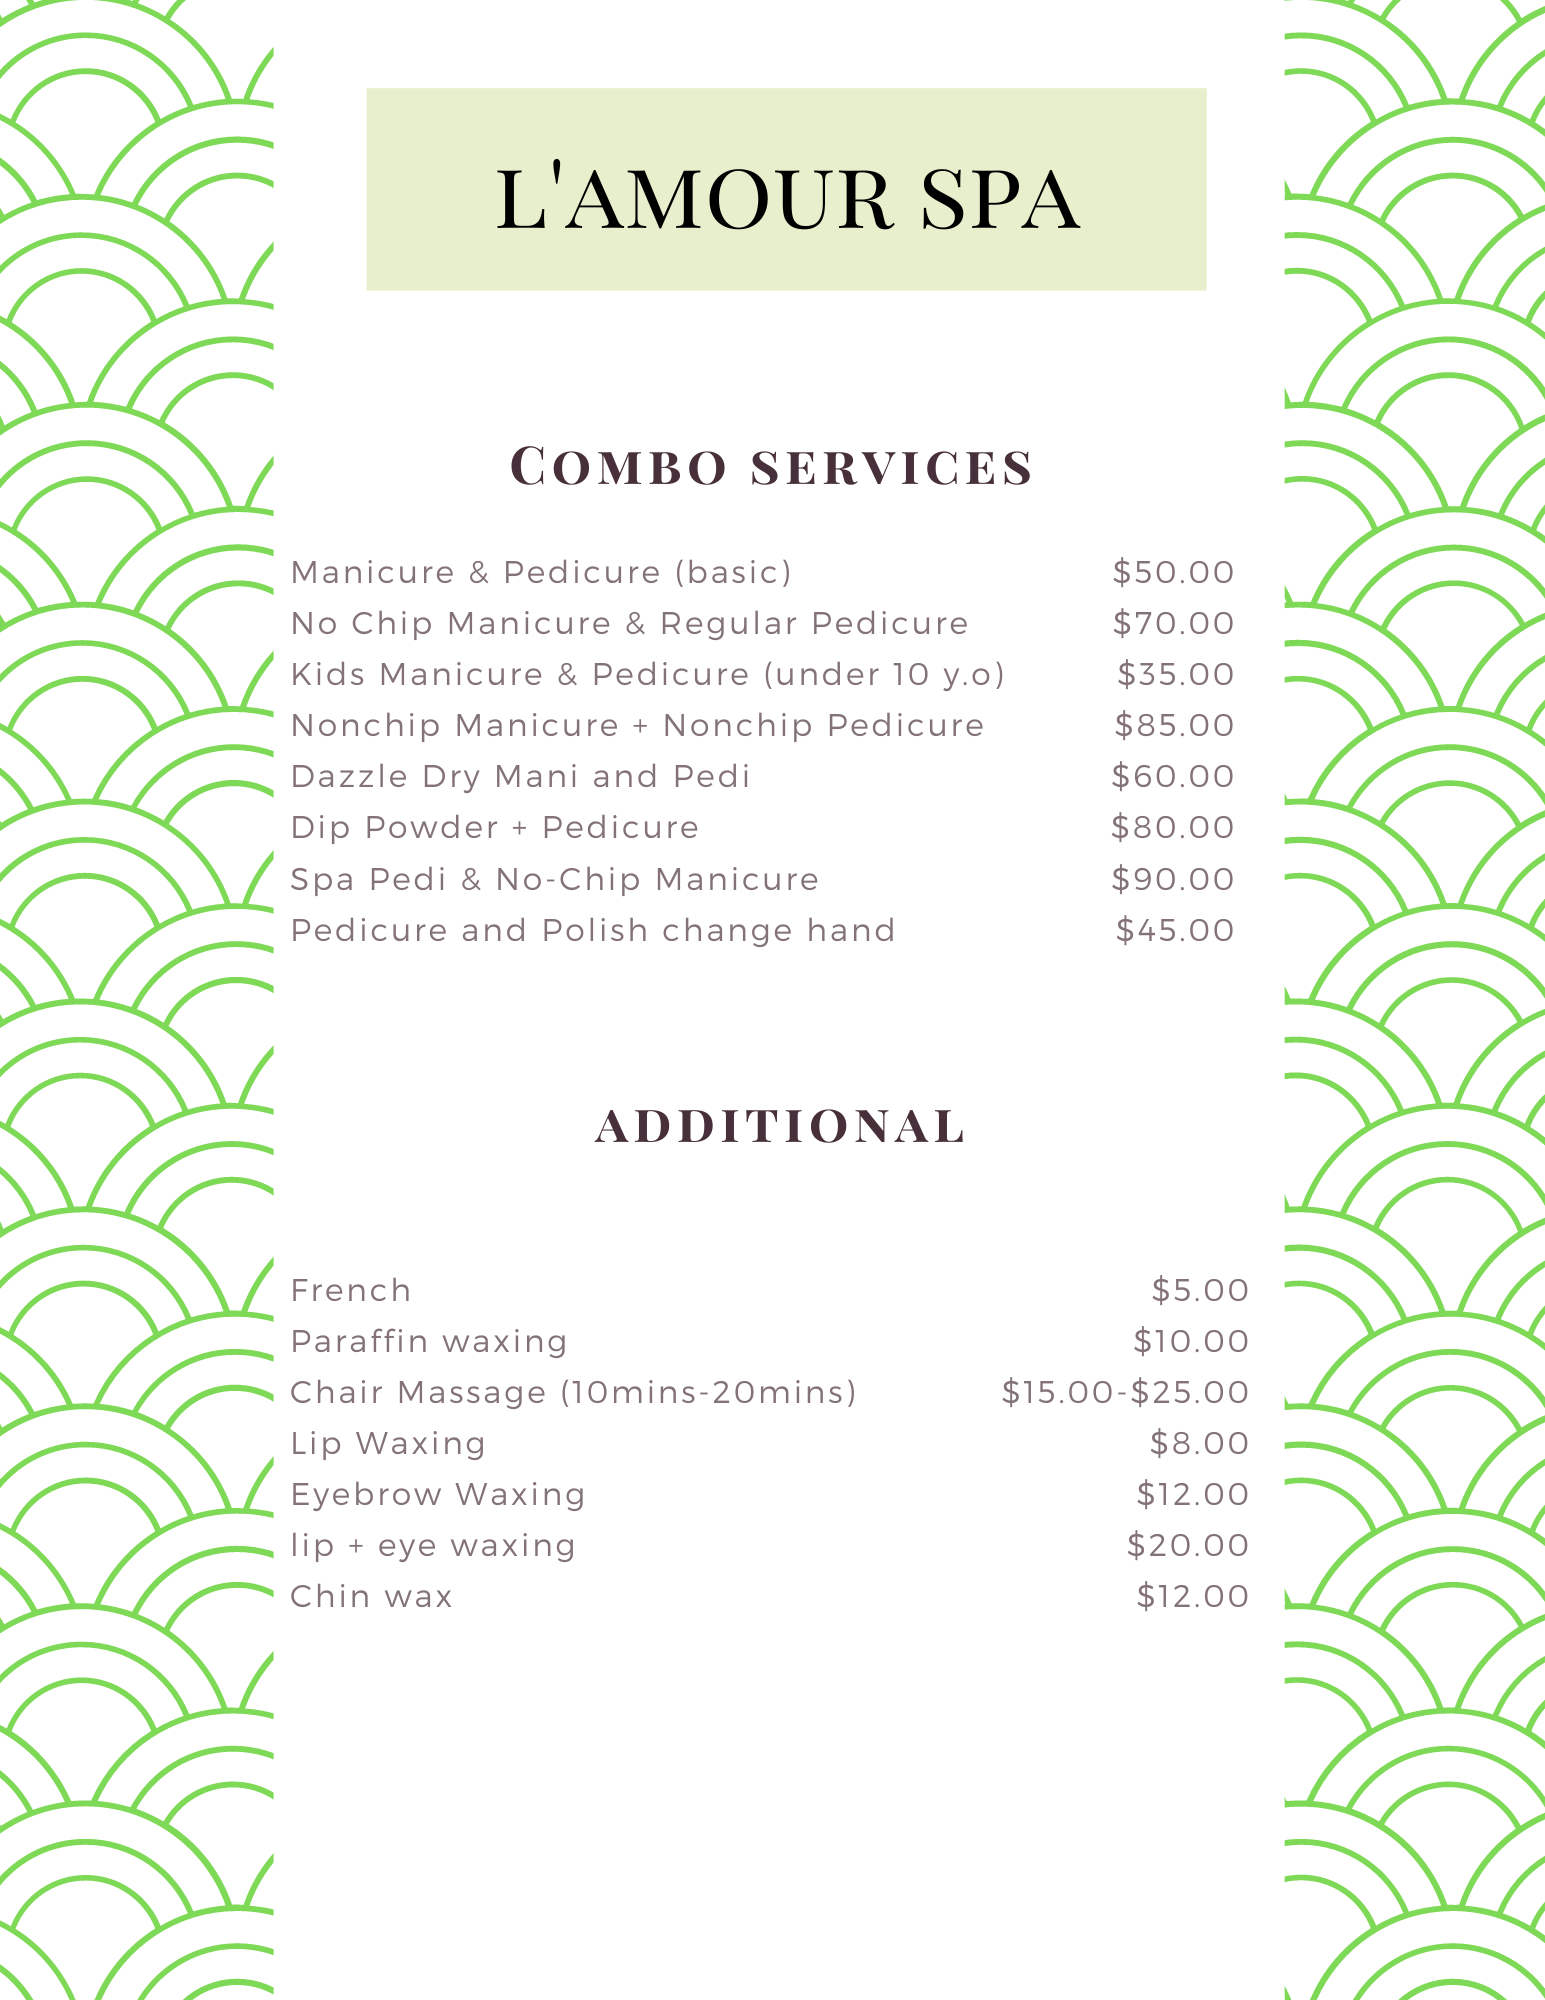 L'AMOUR SPA
Combo services
Manicure & Pedicure (basic) $50.00
No Chip Manicure & Regular Pedicure $70.00
Kids Manicure & Pedicure (under 10 y.o) $35.00
Nonchip Manicure + Nonchip Pedicure $85.00
Dazzle Dry Mani and Pedi $60.00
Dip Powder + Pedicure $80.00
Spa Pedi & No-Chip Manicure $90.00
Pedicure and Polish change hand $45.00
additional
French $5.00
Paraffin waxing $10.00
Chair Massage (10mins-20mins) $15.00-$25.00
Lip Waxing $8.00
Eyebrow Waxing $12.00
lip + eye waxing $20.00
Chin wax $12.00